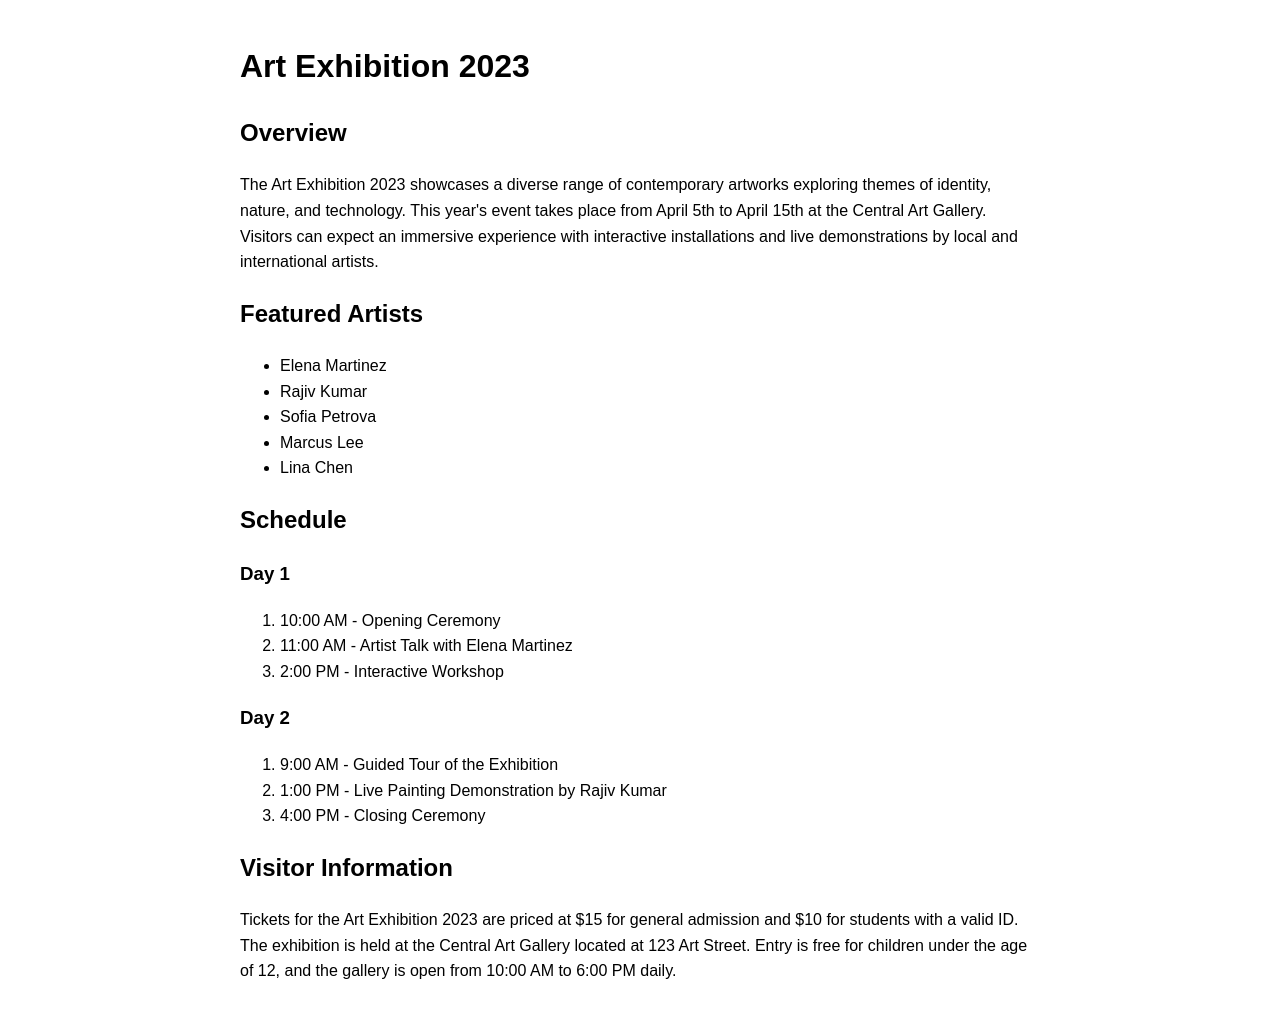 Art Exhibition 2023
Overview
The Art Exhibition 2023 showcases a diverse range of contemporary artworks exploring themes of identity,
nature, and technology. This year's event takes place from April 5th to April 15th at the Central Art Gallery.
Visitors can expect an immersive experience with interactive installations and live demonstrations by local and
international artists.
Featured Artists
• Elena Martinez
• Rajiv Kumar
• Sofia Petrova
• Marcus Lee
• Lina Chen
Schedule
Day 1
1. 10:00 AM - Opening Ceremony
2. 11:00 AM - Artist Talk with Elena Martinez
3. 2:00 PM - Interactive Workshop
Day 2
1. 9:00 AM - Guided Tour of the Exhibition
2. 1:00 PM - Live Painting Demonstration by Rajiv Kumar
3. 4:00 PM - Closing Ceremony
Visitor Information
Tickets for the Art Exhibition 2023 are priced at $15 for general admission and $10 for students with a valid ID.
The exhibition is held at the Central Art Gallery located at 123 Art Street. Entry is free for children under the age
of 12, and the gallery is open from 10:00 AM to 6:00 PM daily.